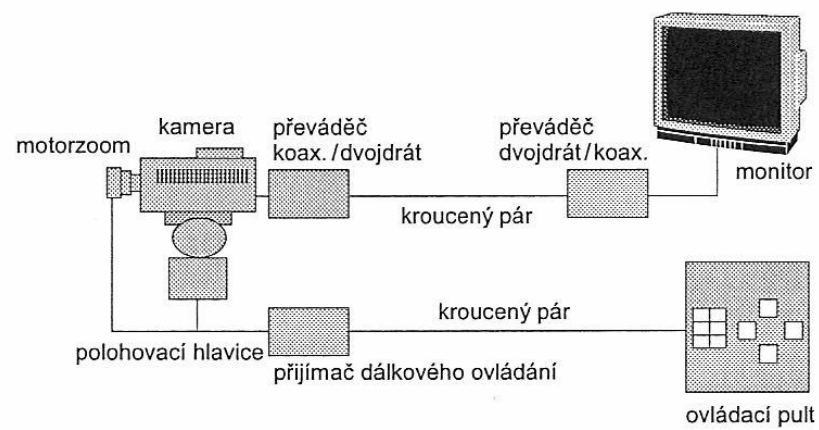 kamera
motorzoom
převáděč
koax. /dvojdrát
převáděč
dvojdrát/koax.
monitor
kroucený pár
kroucený pár
polohovací hlavice
přijímač dálkového ovládání
ovládací pult